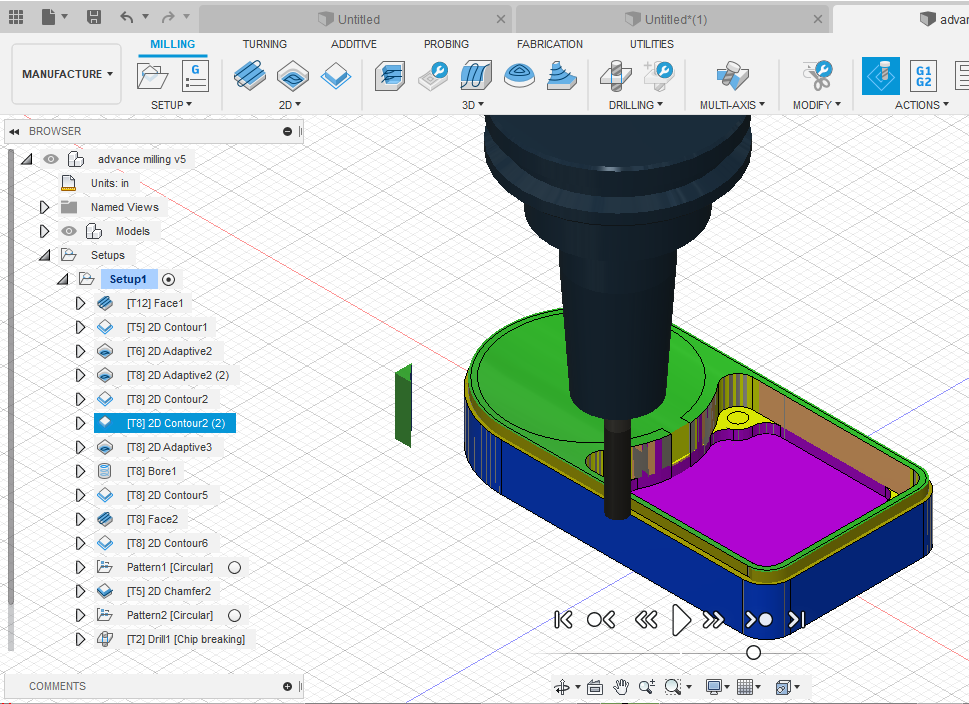 Untitled
Untitled*(1)
advan
MILLING
TURNING
ADDITIVE
PROBING
FABRICATION
UTILITIES
MANUFACTURE
G
G1
G2
SETUP
2D
3D
DRILLING
MULTI-AXIS
MODIFY
ACTIONS
BROWSER
advance milling v5
Units: in
Named Views
Models
Setups
Setup1
[T12] Face1
[T5] 2D Contour1
[T6] 2D Adaptive2
[T8] 2D Adaptive2 (2)
[T8] 2D Contour2
[T8] 2D Contour2 (2)
[T8] 2D Adaptive3
[T8] Bore1
[T8] 2D Contour5
[T8] Face2
[T8] 2D Contour6
Pattern1 [Circular]
[T5] 2D Chamfer2
Pattern2 [Circular]
[T2] Drill1 [Chip breaking]
COMMENTS